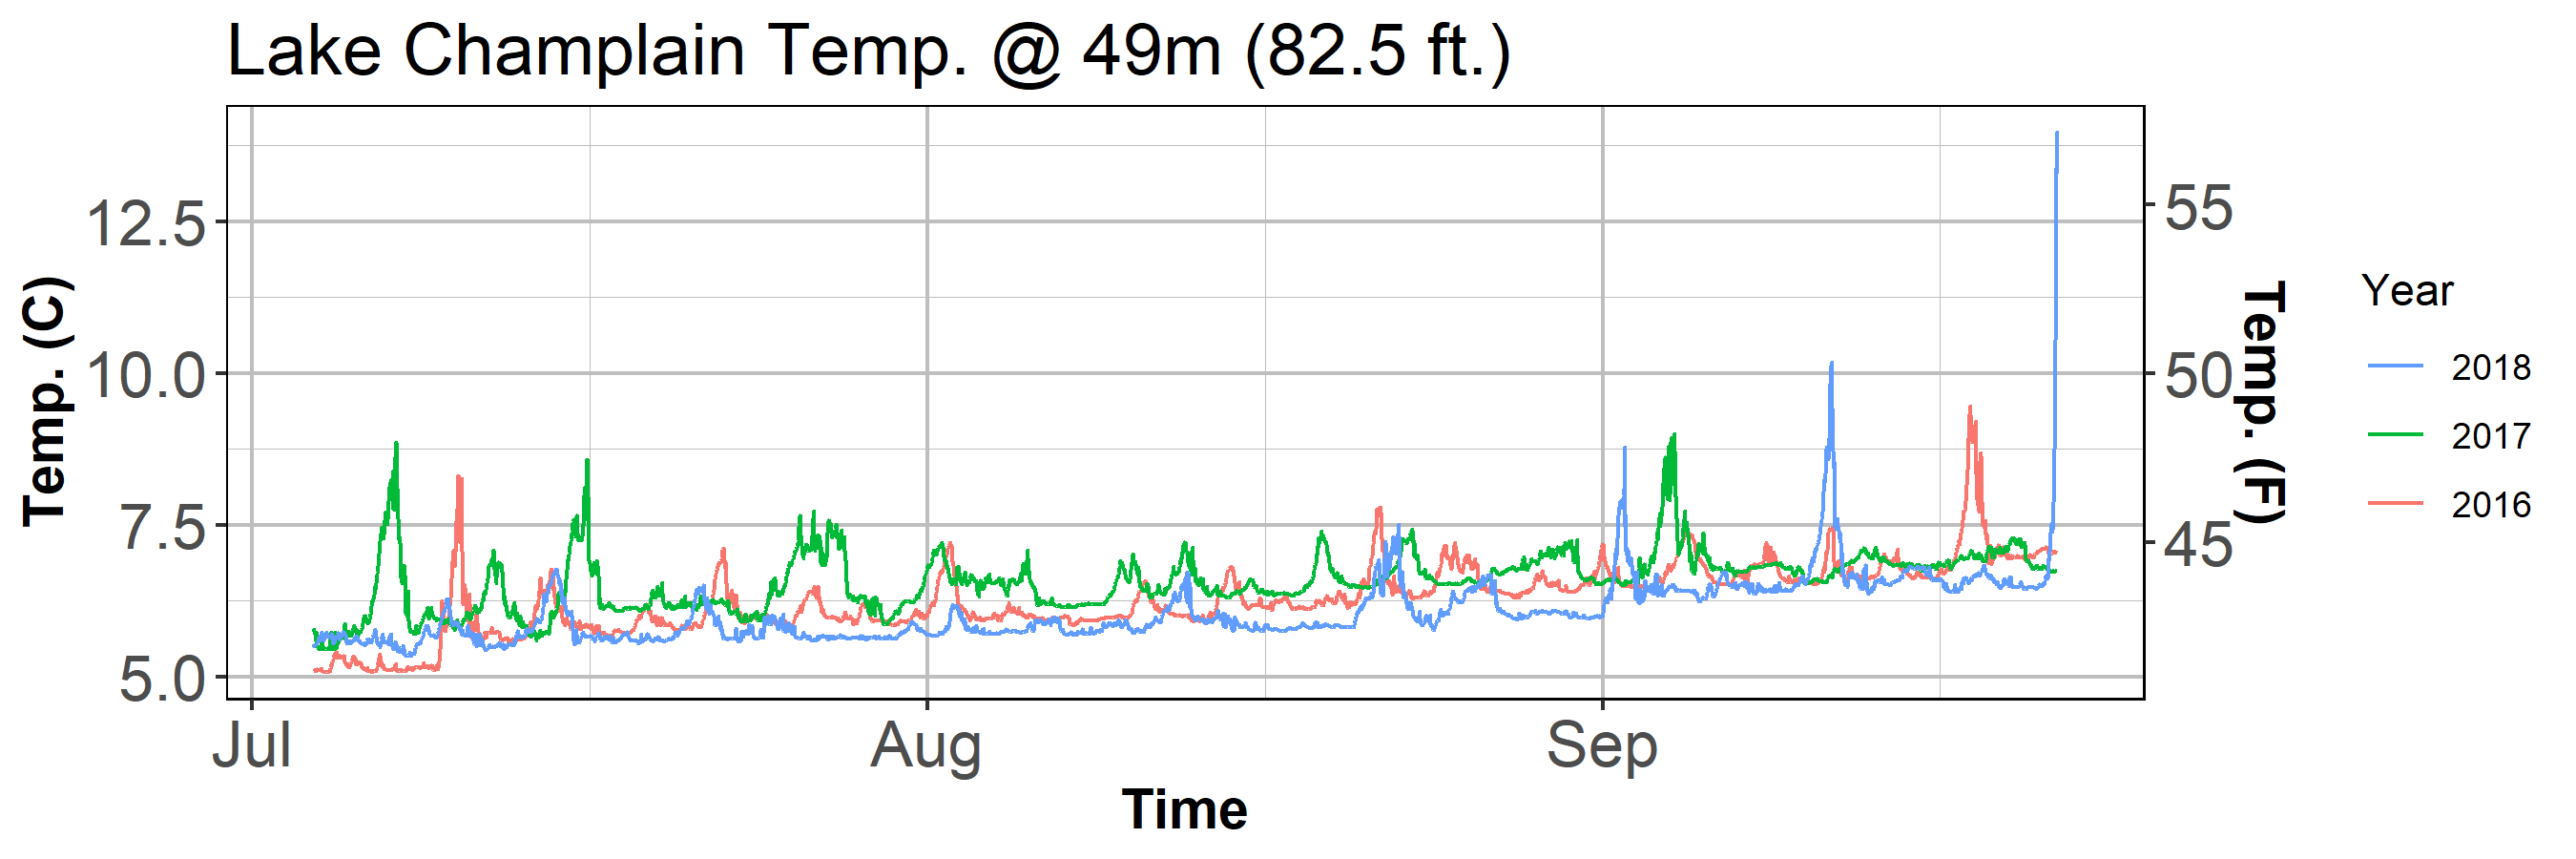 Lake Champlain Temp. @ 49m (82.5 ft.)
Temp. (C)
12.5
10.0
7.5
5.0
55
50
45
Temp. (F)
Jul
Aug
Sep
Time
Year
2018
2017
2016